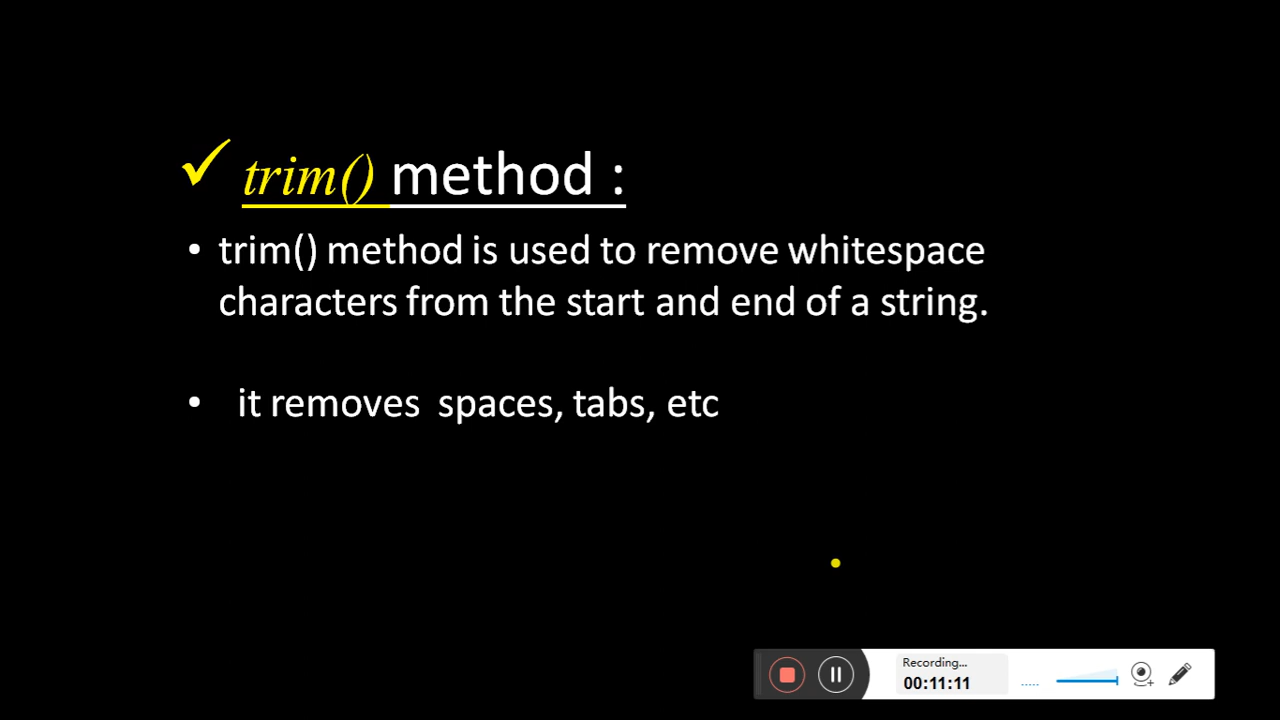 ✓ trim() method :
• trim() method is used to remove whitespace
characters from the start and end of a string.
• it removes spaces, tabs, etc
Recording...
00:11:11